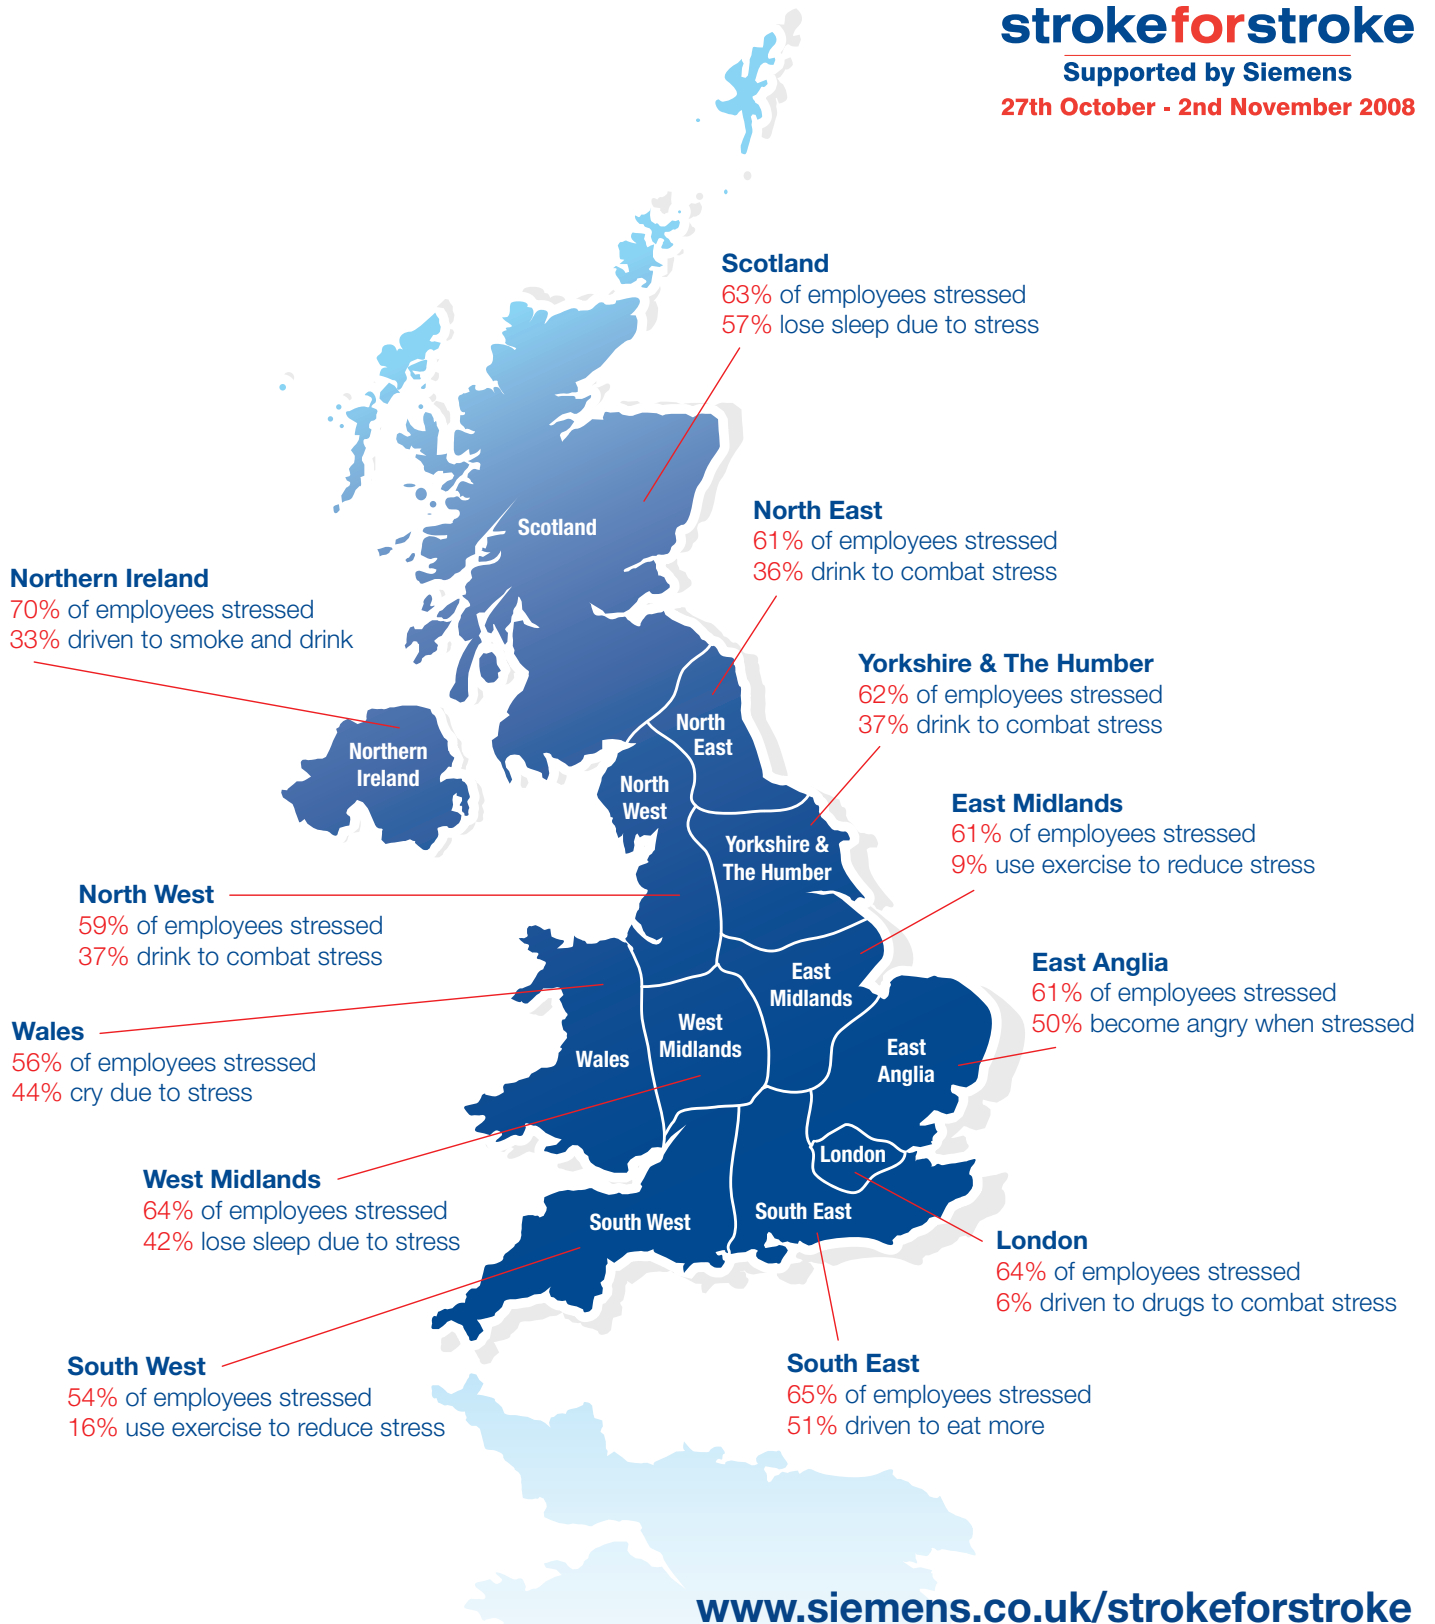 strokeforstroke
Supported by Siemens
27th October - 2nd November 2008
Scotland
63% of employees stressed
57% lose sleep due to stress
Scotland
North East
61% of employees stressed
36% drink to combat stress
Northern Ireland
70% of employees stressed
33% driven to smoke and drink
Yorkshire & The Humber
62% of employees stressed
37% drink to combat stress
North
East
Northern
Ireland
North
West
East Midlands
61% of employees stressed
9% use exercise to reduce stress
Yorkshire &
The Humber
North West
59% of employees stressed
37% drink to combat stress
East Anglia
61% of employees stressed
50% become angry when stressed
East
Midlands
Wales
56% of employees stressed
44% cry due to stress
West
Midlands
Wales
East
Anglia
London
West Midlands
64% of employees stressed
42% lose sleep due to stress
South West
South East
London
64% of employees stressed
6% driven to drugs to combat stress
South West
54% of employees stressed
16% use exercise to reduce stress
South East
65% of employees stressed
51% driven to eat more
www.siemens.co.uk/strokeforstroke